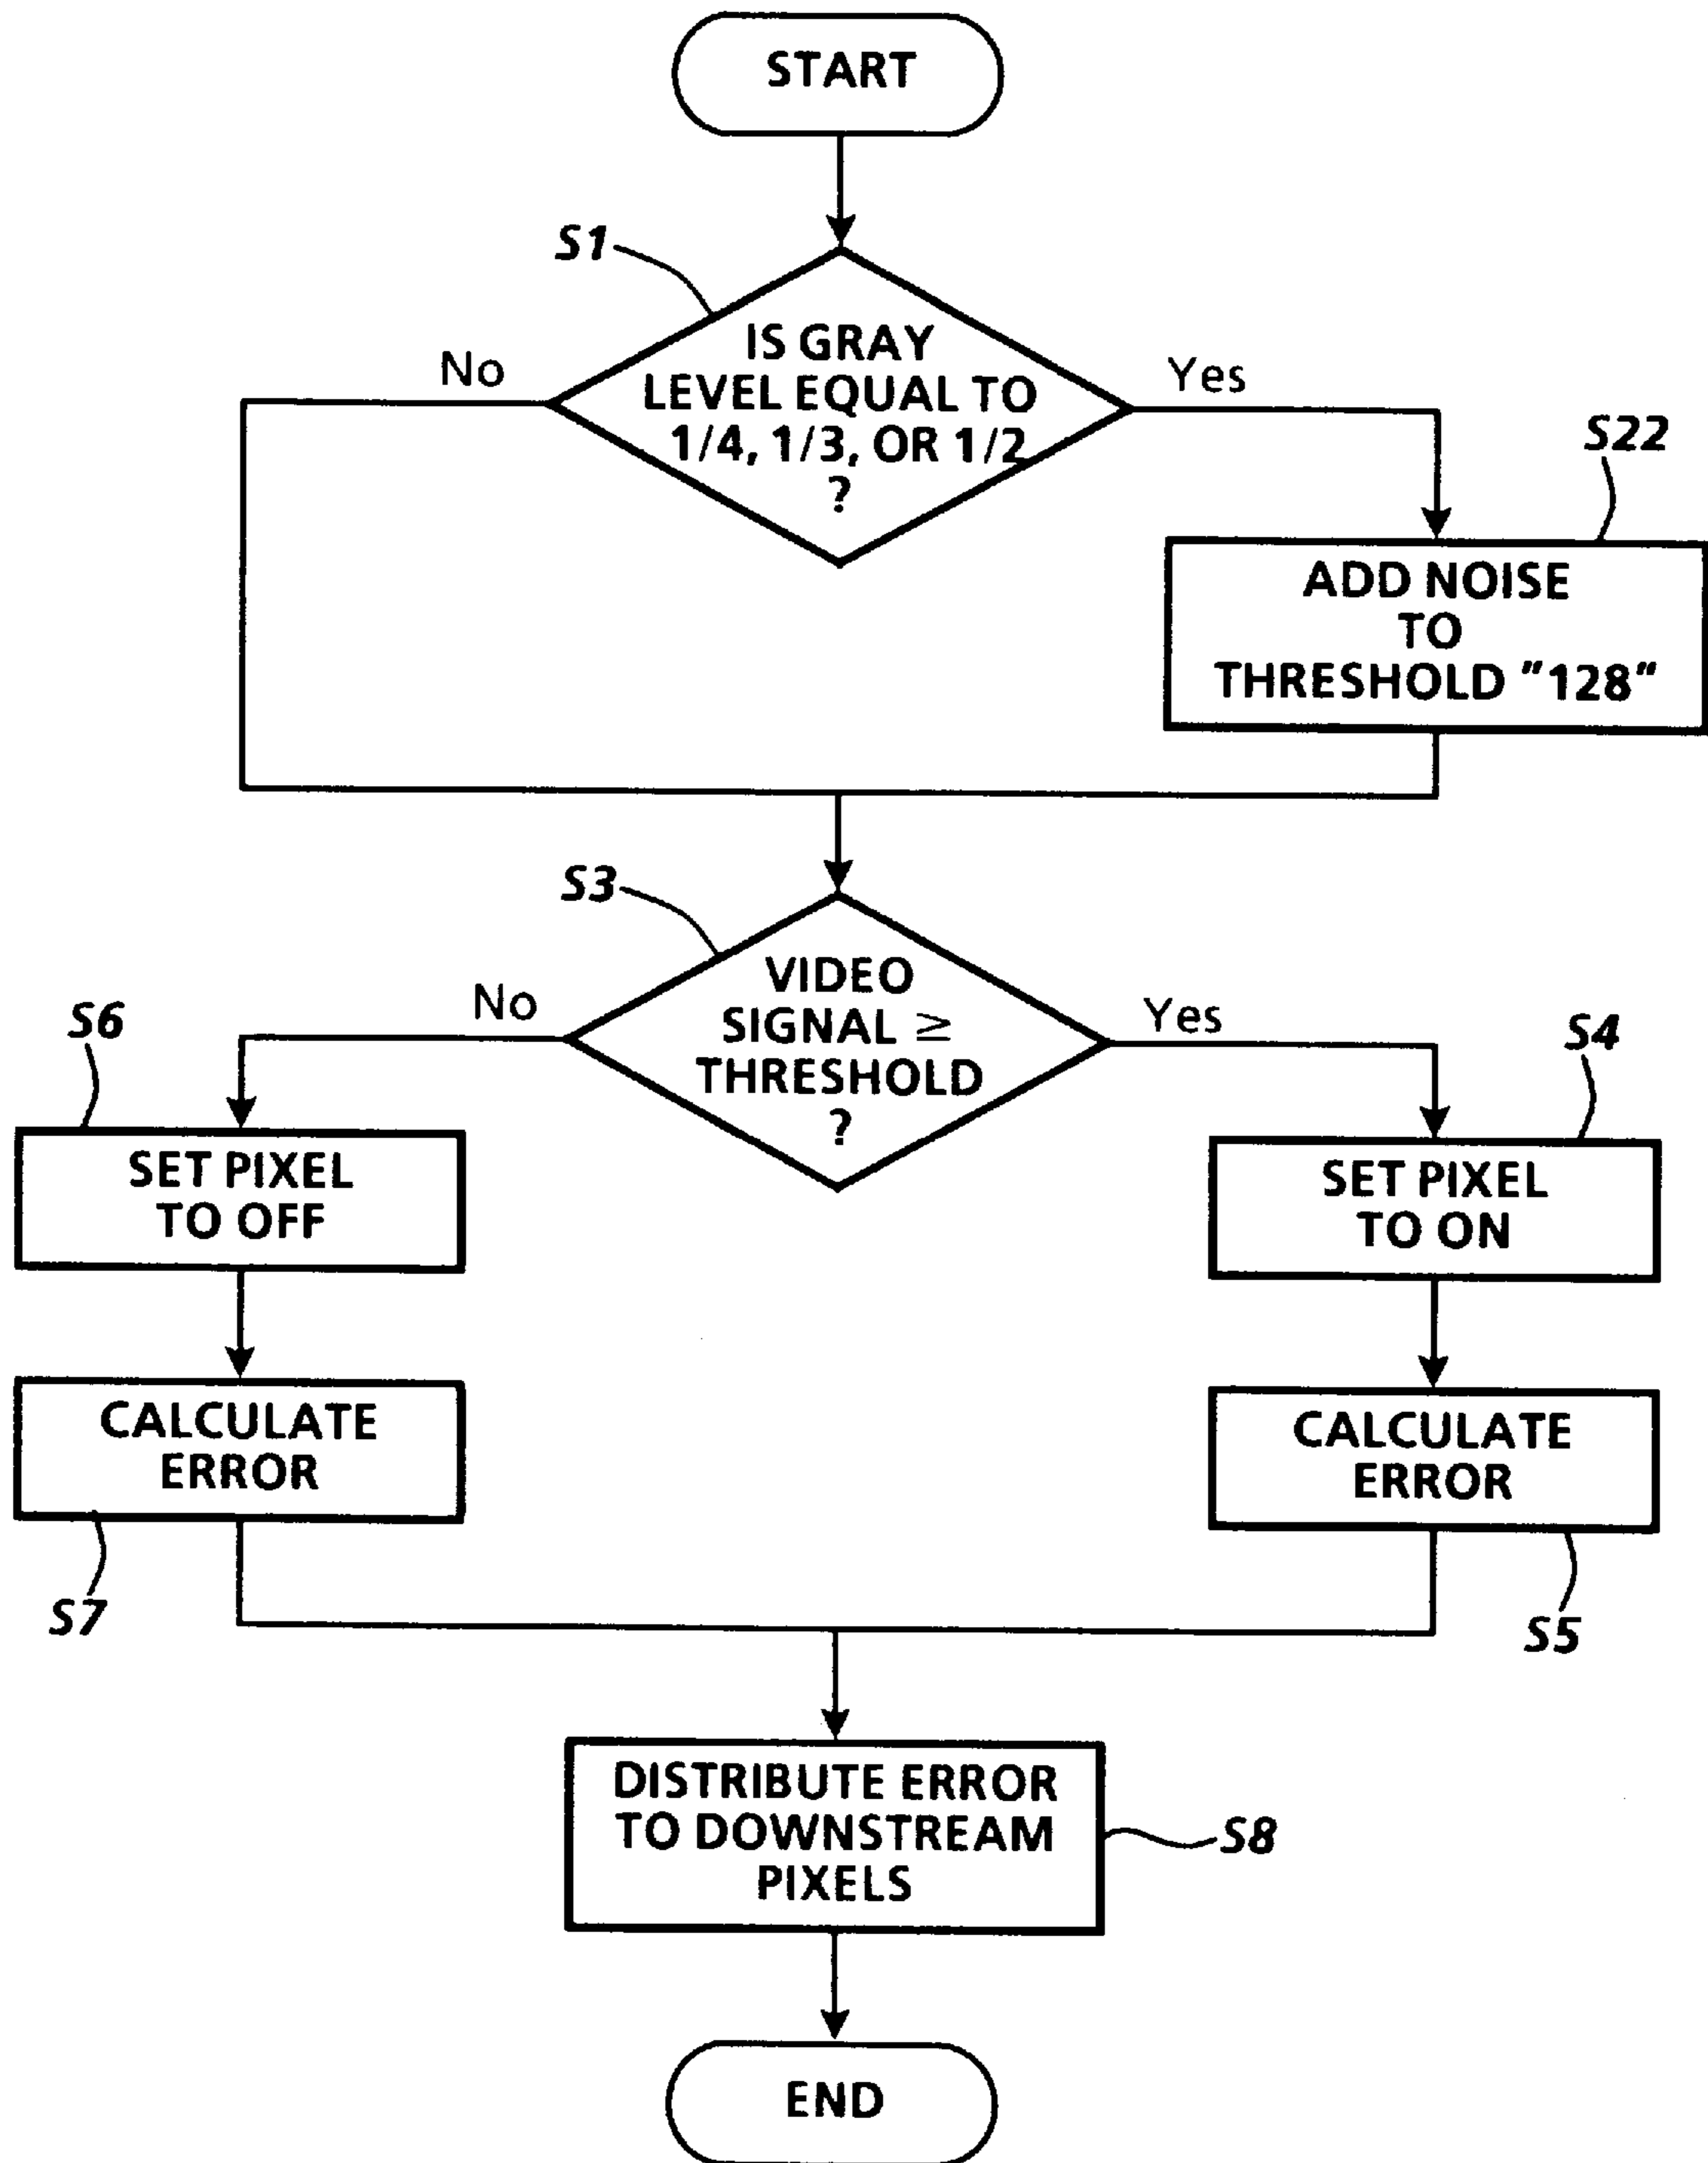 START
S1
IS GRAY
LEVEL EQUAL TO
1/4, 1/3, OR 1/2
?
No
Yes
S22
ADD NOISE
TO
THRESHOLD "128"
S3
VIDEO
SIGNAL ≥
THRESHOLD
?
No
Yes
S6
SET PIXEL
TO OFF
S4
SET PIXEL
TO ON
CALCULATE
ERROR
S7
CALCULATE
ERROR
S5
DISTRIBUTE ERROR
TO DOWNSTREAM
PIXELS
S8
END